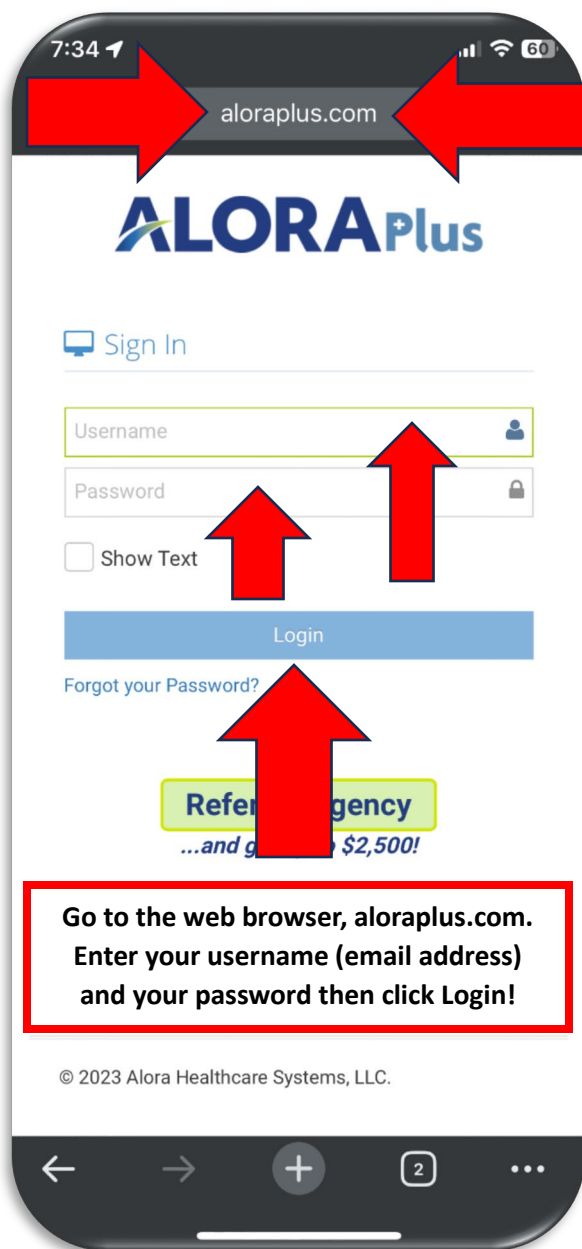 7:34
60
aloraplus.com
ALORA Plus
Sign In
Username
Password
Show Text
Login
Forgot your Password?
Refer gency
...and $2,500!
Go to the web browser, aloraplus.com.
Enter your username (email address)
and your password then click Login!
© 2023 Alora Healthcare Systems, LLC.
2